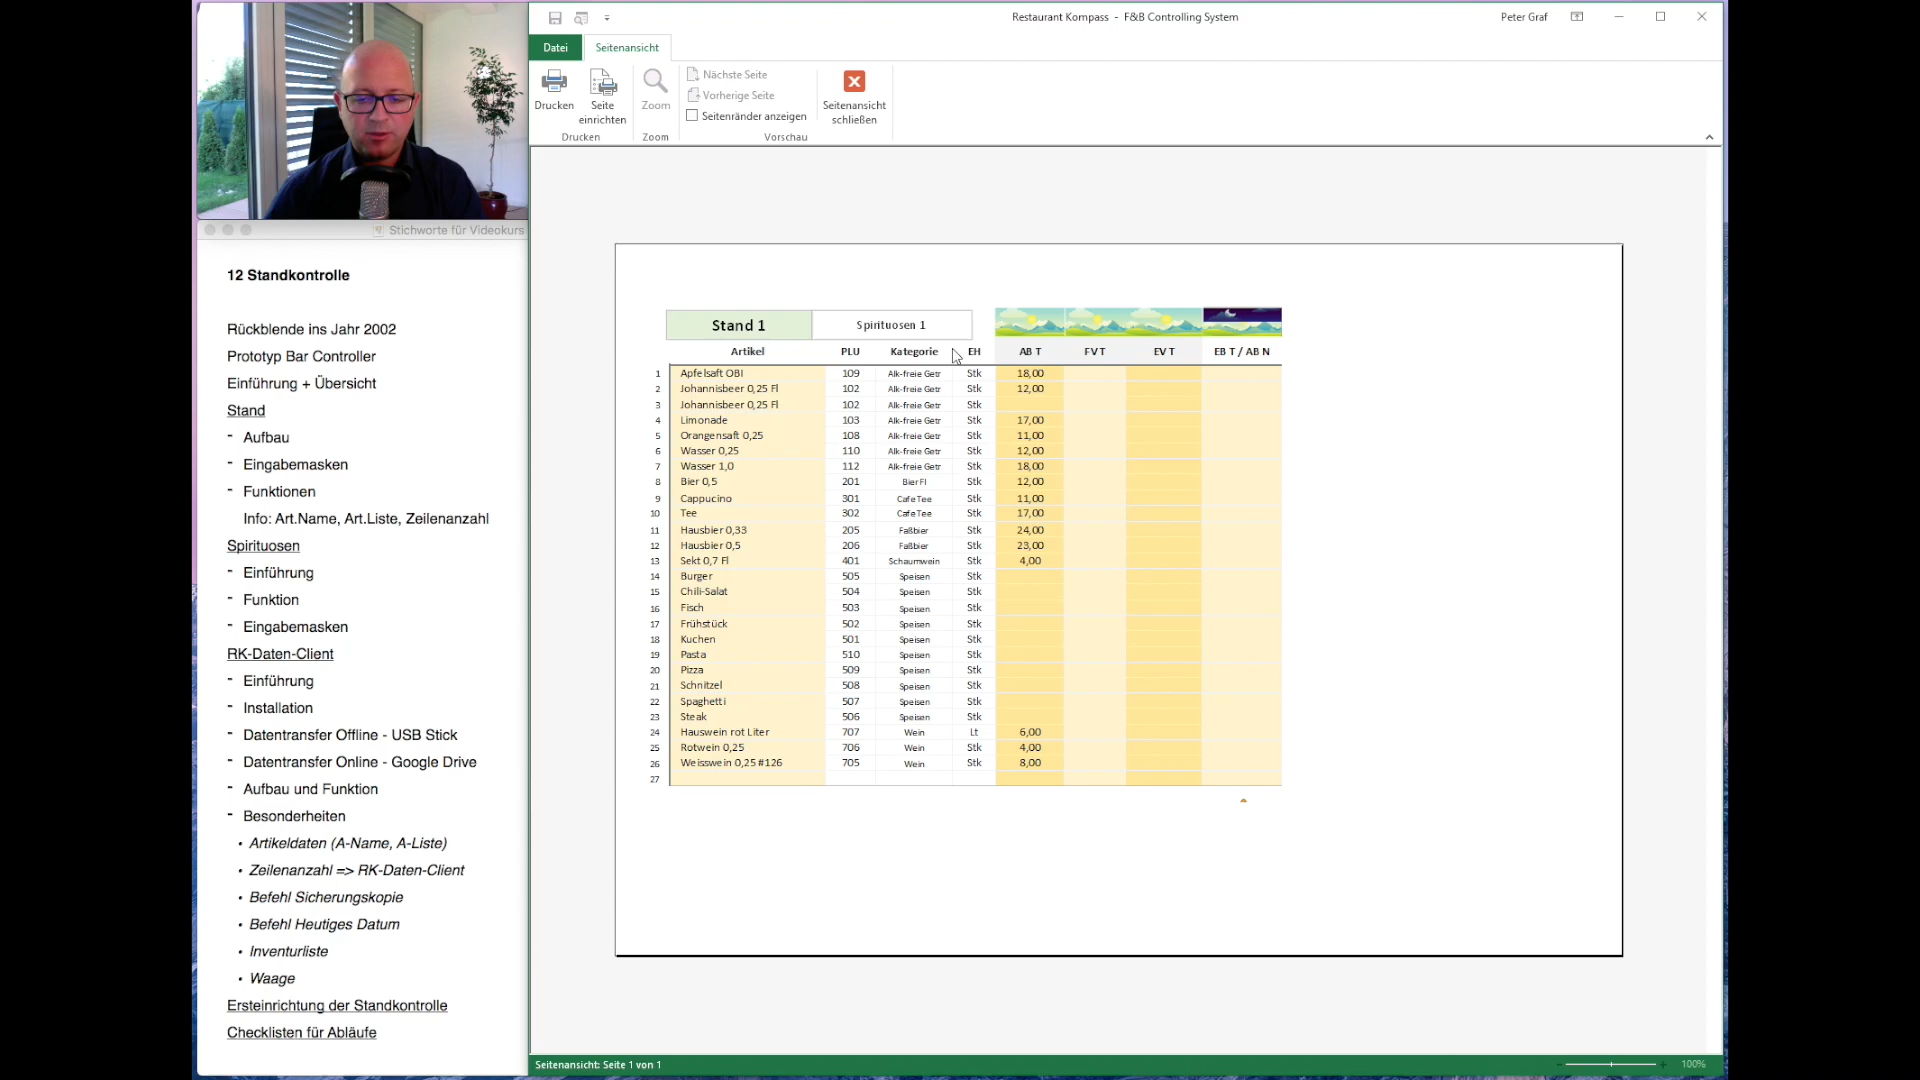 Restaurant Kompass - F&B Controlling System
Peter Graf
Datei
Seitenansicht
Drucken
Seite
einrichten
Zoom
Nächste Seite
Vorherige Seite
Seitenränder anzeigen
Seitenansicht
schließen
Drucken
Zoom
Vorschau
Stichworte für Videokurs
12 Standkontrolle
Rückblende ins Jahr 2002
Prototyp Bar Controller
Einführung + Übersicht
Stand
- Aufbau
- Eingabemasken
- Funktionen
Info: Art.Name, Art.Liste, Zeilenanzahl
Spirituosen
- Einführung
- Funktion
- Eingabemasken
RK-Daten-Client
- Einführung
- Installation
- Datentransfer Offline - USB Stick
- Datentransfer Online - Google Drive
- Aufbau und Funktion
- Besonderheiten
• Artikeldaten (A-Name, A-Liste)
• Zeilenanzahl => RK-Daten-Client
• Befehl Sicherungskopie
• Befehl Heutiges Datum
• Inventurliste
• Waage
Ersteinrichtung der Standkontrolle
Checklisten für Abläufe
Stand 1
Spirituosen 1
Artikel PLU Kategorie EH AB T FV T EV T EB T / AB N
1 Apfelsaft OBI 109 Alk-freie Getr Stk 18,00
2 Johannisbeer 0,25 Fl 102 Alk-freie Getr Stk 12,00
3 Johannisbeer 0,25 Fl 102 Alk-freie Getr Stk
4 Limonade 103 Alk-freie Getr Stk 17,00
5 Orangensaft 0,25 108 Alk-freie Getr Stk 11,00
6 Wasser 0,25 110 Alk-freie Getr Stk 12,00
7 Wasser 1,0 112 Alk-freie Getr Stk 18,00
8 Bier 0,5 201 Bier Fl Stk 12,00
9 Cappucino 301 Cafe Tee Stk 11,00
10 Tee 302 Cafe Tee Stk 17,00
11 Hausbier 0,33 205 Faßbier Stk 24,00
12 Hausbier 0,5 206 Faßbier Stk 23,00
13 Sekt 0,7 Fl 401 Schaumwein Stk 4,00
14 Burger 505 Speisen Stk
15 Chili-Salat 504 Speisen Stk
16 Fisch 503 Speisen Stk
17 Frühstück 502 Speisen Stk
18 Kuchen 501 Speisen Stk
19 Pasta 510 Speisen Stk
20 Pizza 509 Speisen Stk
21 Schnitzel 508 Speisen Stk
22 Spaghetti 507 Speisen Stk
23 Steak 506 Speisen Stk
24 Hauswein rot Liter 707 Wein Lt 6,00
25 Rotwein 0,25 706 Wein Stk 4,00
26 Weisswein 0,25 #126 705 Wein Stk 8,00
27
Seitenansicht: Seite 1 von 1
100%